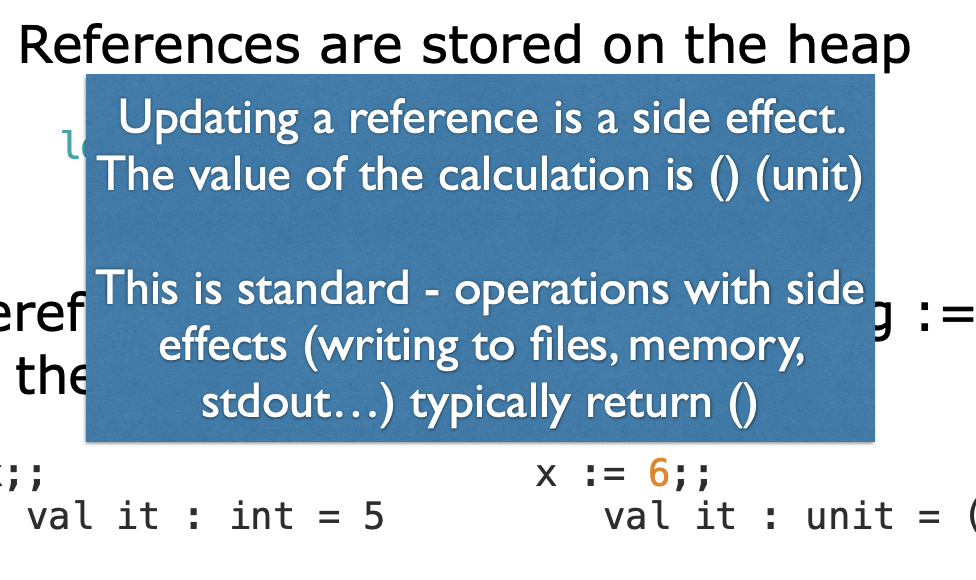 References are stored on the heap
Updating a reference is a side effect.
The value of the calculation is () (unit)
This is standard - operations with side
effects (writing to files, memory,
stdout…) typically return ()
:=
the
;; x := 6;;
val it : int = 5 val it : unit = (